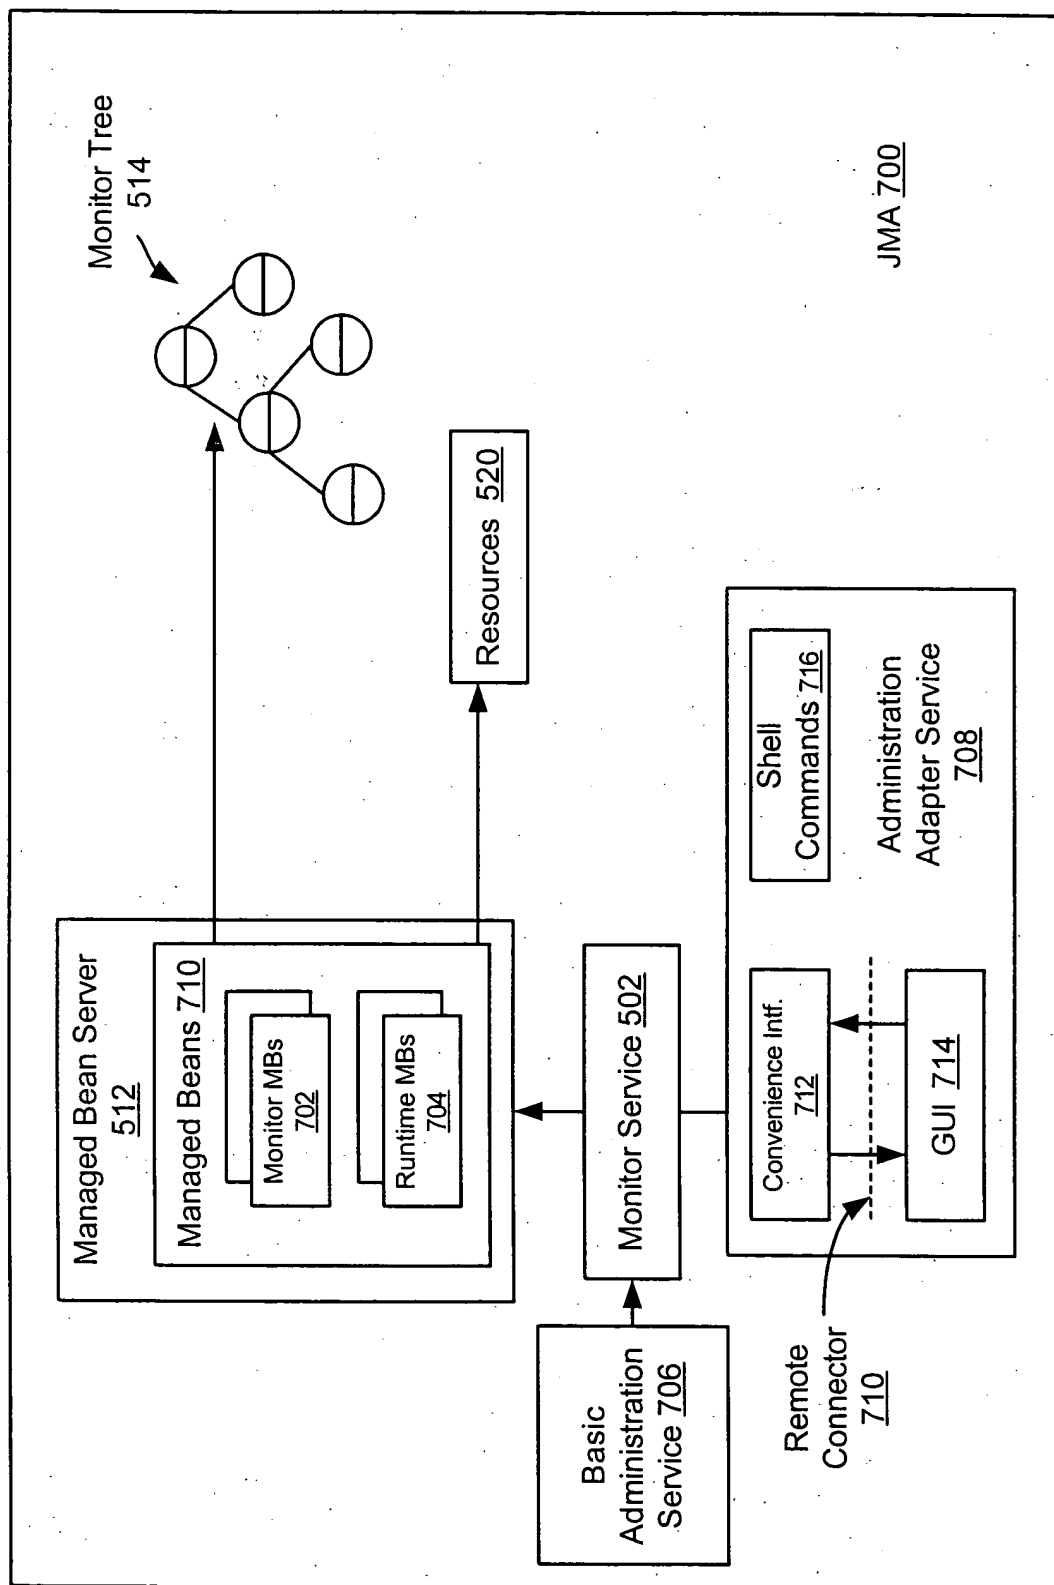 Managed Bean Server
512
Managed Beans 710
Monitor MBs
702
Runtime MBs
704
Monitor Tree
514
Resources 520
Basic
Administration
Service 706
Monitor Service 502
Convenience Intf.
712
GUI 714
Shell
Commands 716
Administration
Adapter Service
708
Remote
Connector
710
JMA 700